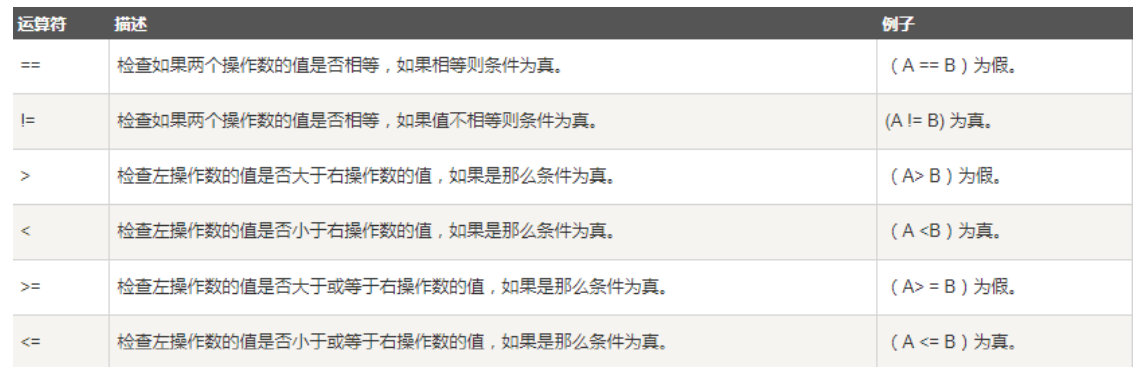 运算符 描述 例子
== 检查如果两个操作数的值是否相等，如果相等则条件为真。 （ A == B ）为假。
!= 检查如果两个操作数的值是否相等，如果值不相等则条件为真。 (A != B) 为真。
> 检查左操作数的值是否大于右操作数的值，如果是那么条件为真。 （ A> B ）为假。
< 检查左操作数的值是否小于右操作数的值，如果是那么条件为真。 （ A <B ）为真。
>= 检查左操作数的值是否大于或等于右操作数的值，如果是那么条件为真。 （ A> = B ）为假。
<= 检查左操作数的值是否小于或等于右操作数的值，如果是那么条件为真。 （ A <= B ）为真。